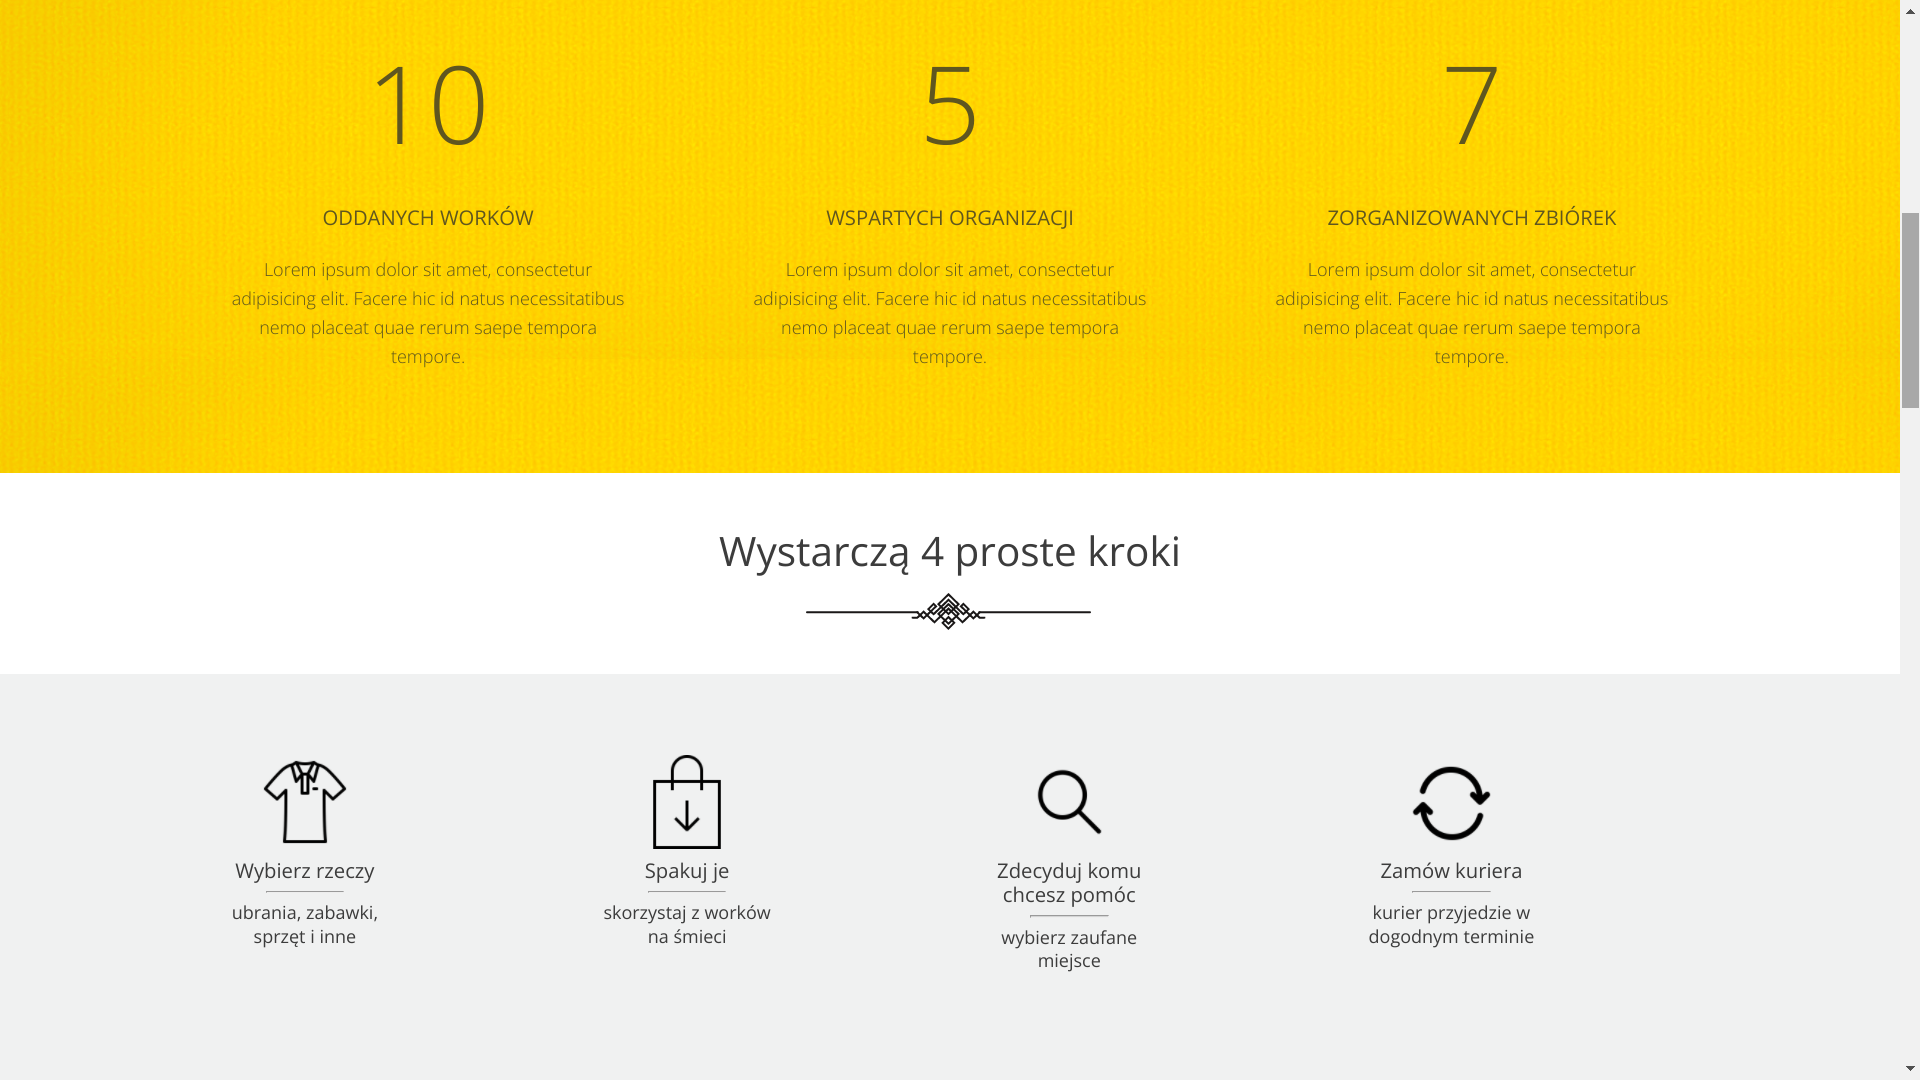 10
ODDANYCH WORKÓW
Lorem ipsum dolor sit amet, consectetur
adipisicing elit. Facere hic id natus necessitatibus
nemo placeat quae rerum saepe tempora
tempore.
5
WSPARTYCH ORGANIZACJI
Lorem ipsum dolor sit amet, consectetur
adipisicing elit. Facere hic id natus necessitatibus
nemo placeat quae rerum saepe tempora
tempore.
7
ZORGANIZOWANYCH ZBIÓREK
Lorem ipsum dolor sit amet, consectetur
adipisicing elit. Facere hic id natus necessitatibus
nemo placeat quae rerum saepe tempora
tempore.
Wystarczą 4 proste kroki
Wybierz rzeczy
ubrania, zabawki,
sprzęt i inne
Spakuj je
skorzystaj z worków
na śmieci
Zdecyduj komu
chcesz pomóc
wybierz zaufane
miejsce
Zamów kuriera
kurier przyjedzie w
dogodnym terminie